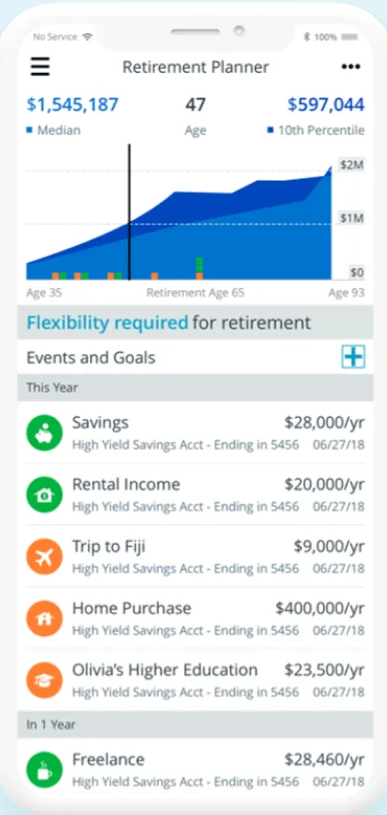 No Service 100%
Retirement Planner
$1,545,187 47 $597,044
Median Age 10th Percentile
$2M
$1M
$0
Age 35 Retirement Age 65 Age 93
Flexibility required for retirement
Events and Goals
This Year
Savings $28,000/yr
High Yield Savings Acct - Ending in 5456 06/27/18
Rental Income $20,000/yr
High Yield Savings Acct - Ending in 5456 06/27/18
Trip to Fiji $9,000/yr
High Yield Savings Acct - Ending in 5456 06/27/18
Home Purchase $400,000/yr
High Yield Savings Acct - Ending in 5456 06/27/18
Olivia's Higher Education $23,500/yr
High Yield Savings Acct - Ending in 5456 06/27/18
In 1 Year
Freelance $28,460/yr
High Yield Savings Acct - Ending in 5456 06/27/18